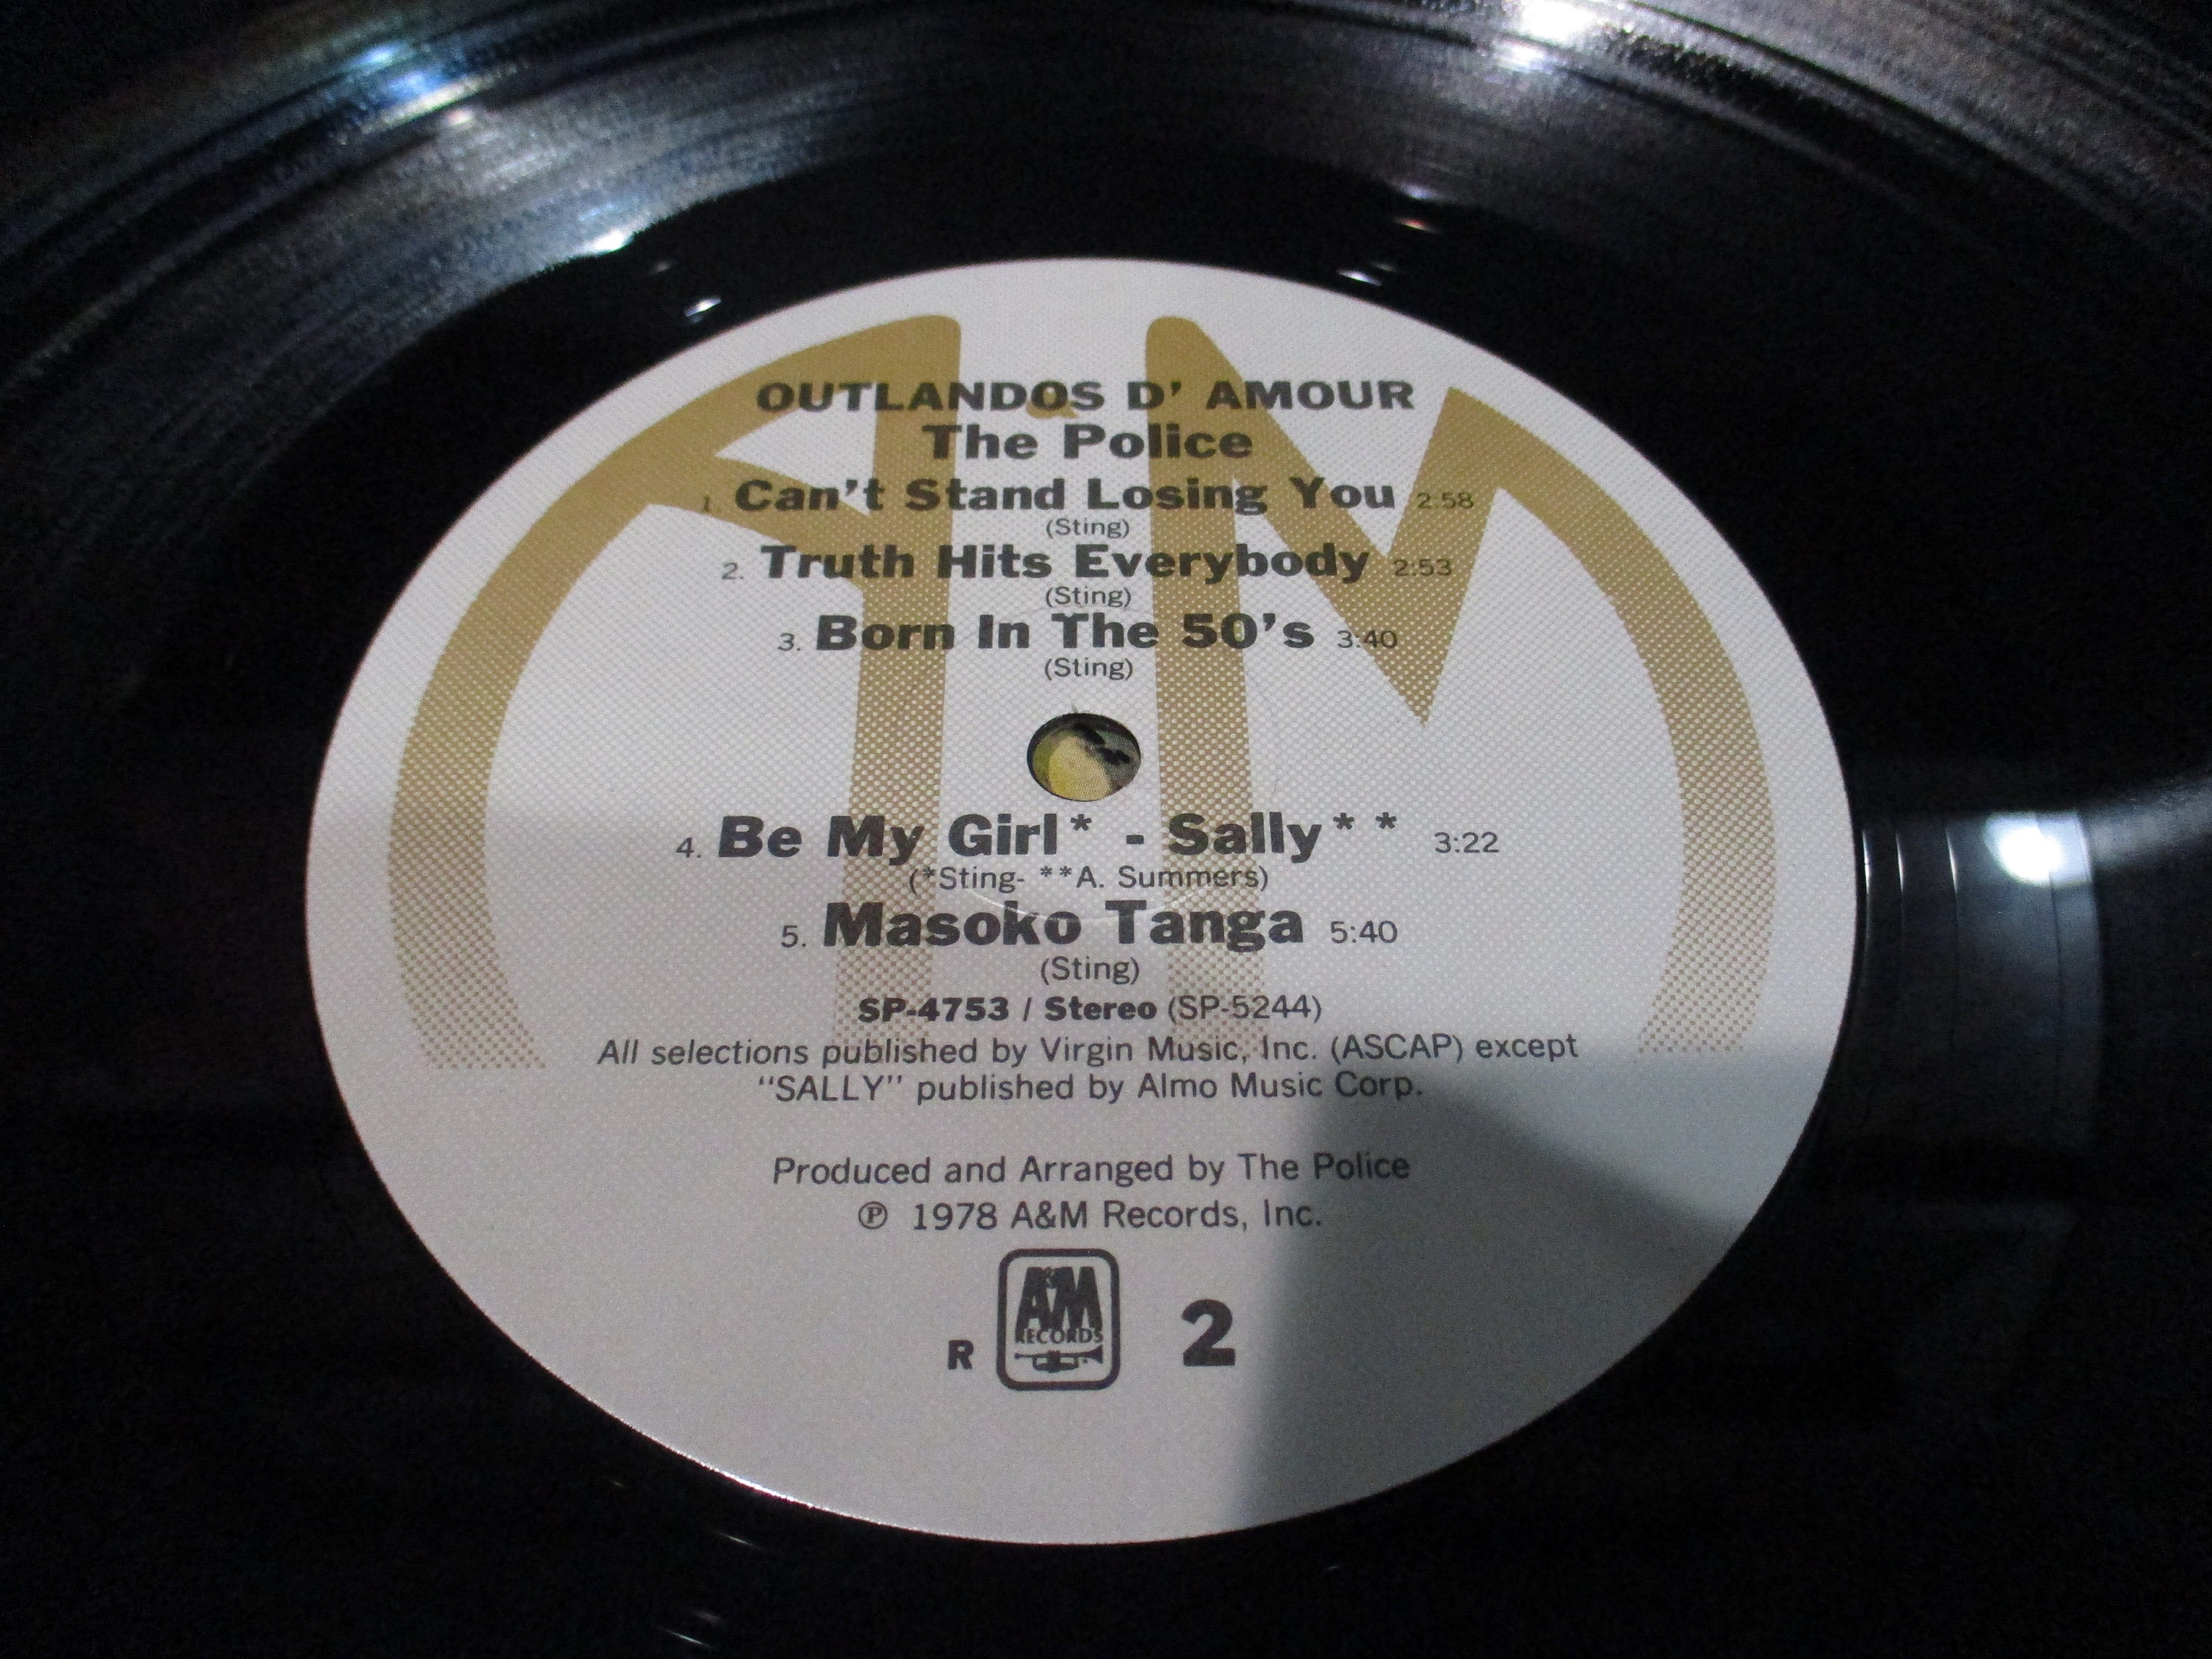 OUTLANDOS D' AMOUR
The Police
1. Can't Stand Losing You 2:58
(Sting)
2. Truth Hits Everybody 2:53
(Sting)
3. Born In The 50's 3:40
(Sting)
4. Be My Girl* - Sally** 3:22
(*Sting- **A. Summers)
5. Masoko Tanga 5:40
(Sting)
SP-4753 / Stereo (SP-5244)
All selections published by Virgin Music, Inc. (ASCAP) except
"SALLY" published by Almo Music Corp.
Produced and Arranged by The Police
℗ 1978 A&M Records, Inc.
R A&M RECORDS 2